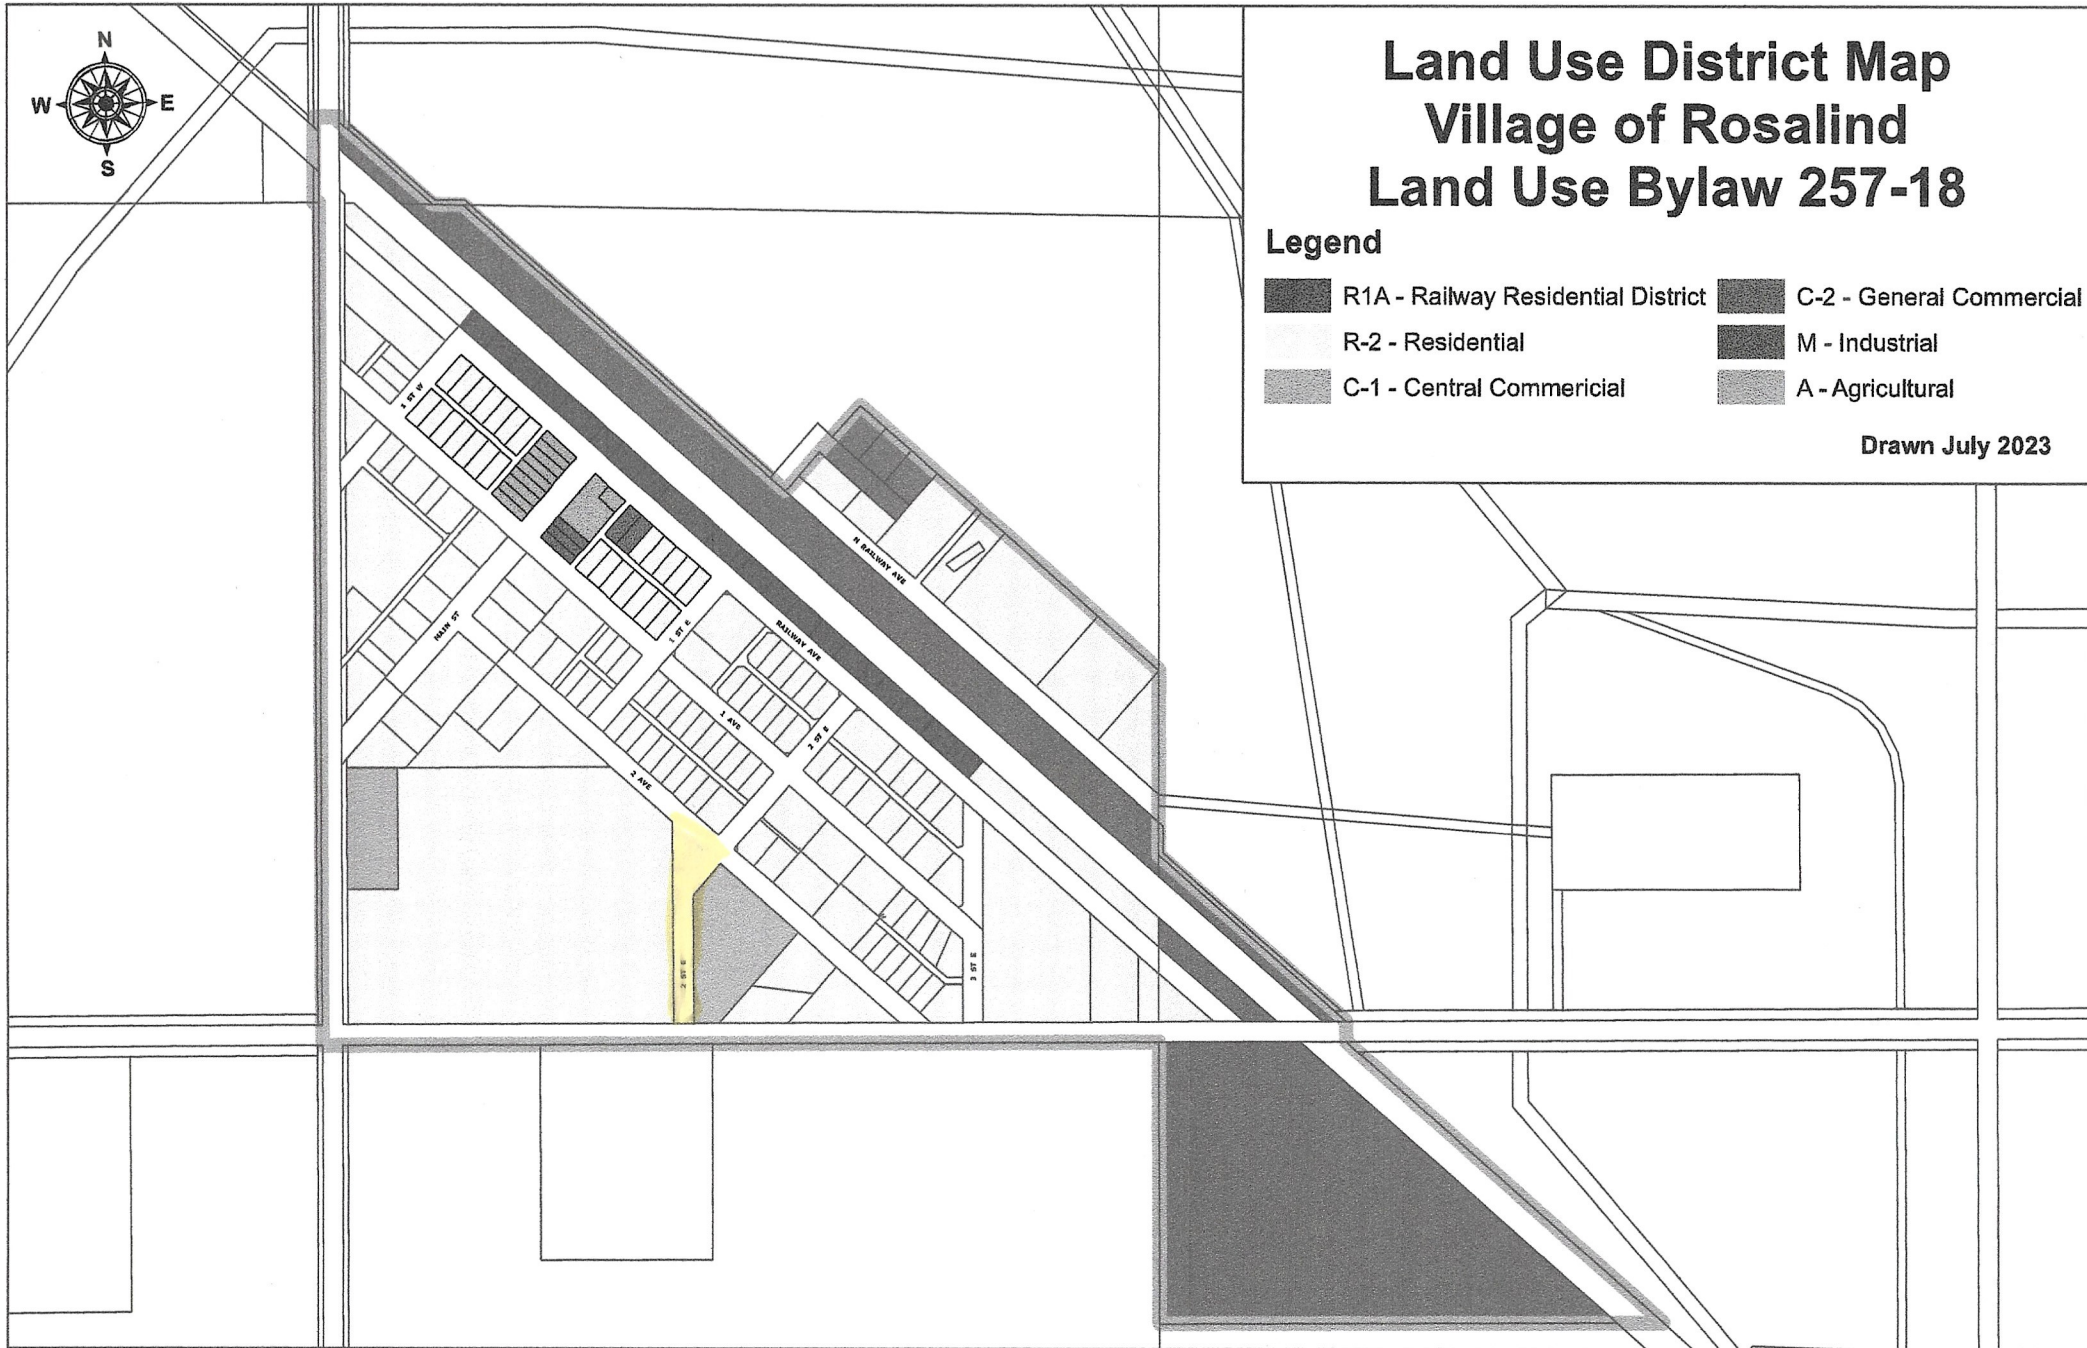 N
W E
S
Land Use District Map
Village of Rosalind
Land Use Bylaw 257-18
Legend
R1A - Railway Residential District
R-2 - Residential
C-1 - Central Commericial
C-2 - General Commercial
M - Industrial
A - Agricultural
Drawn July 2023
1 ST W
N RAILWAY AVE
MAIN ST
1 ST E
RAILWAY AVE
1 AVE
2 ST E
2 AVE
2 ST E
3 ST E